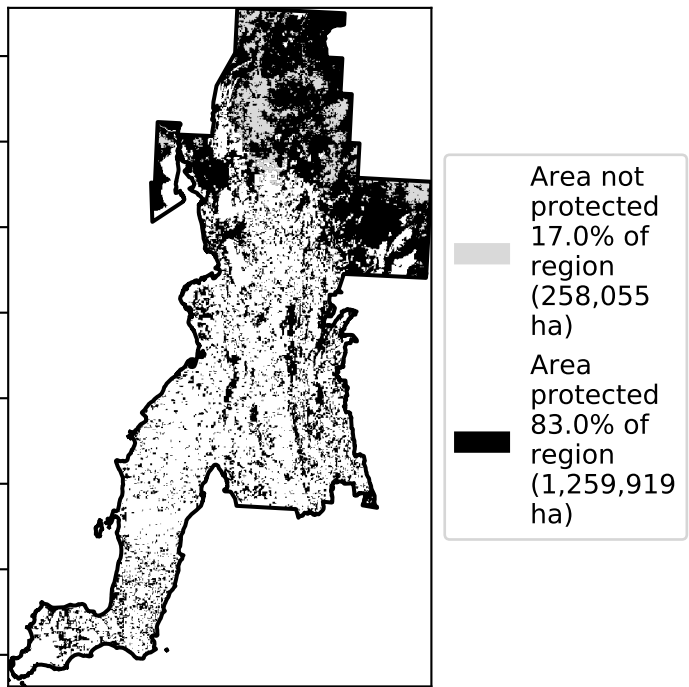 Area not
protected
17.0% of
region
(258,055
ha)
Area
protected
83.0% of
region
(1,259,919
ha)